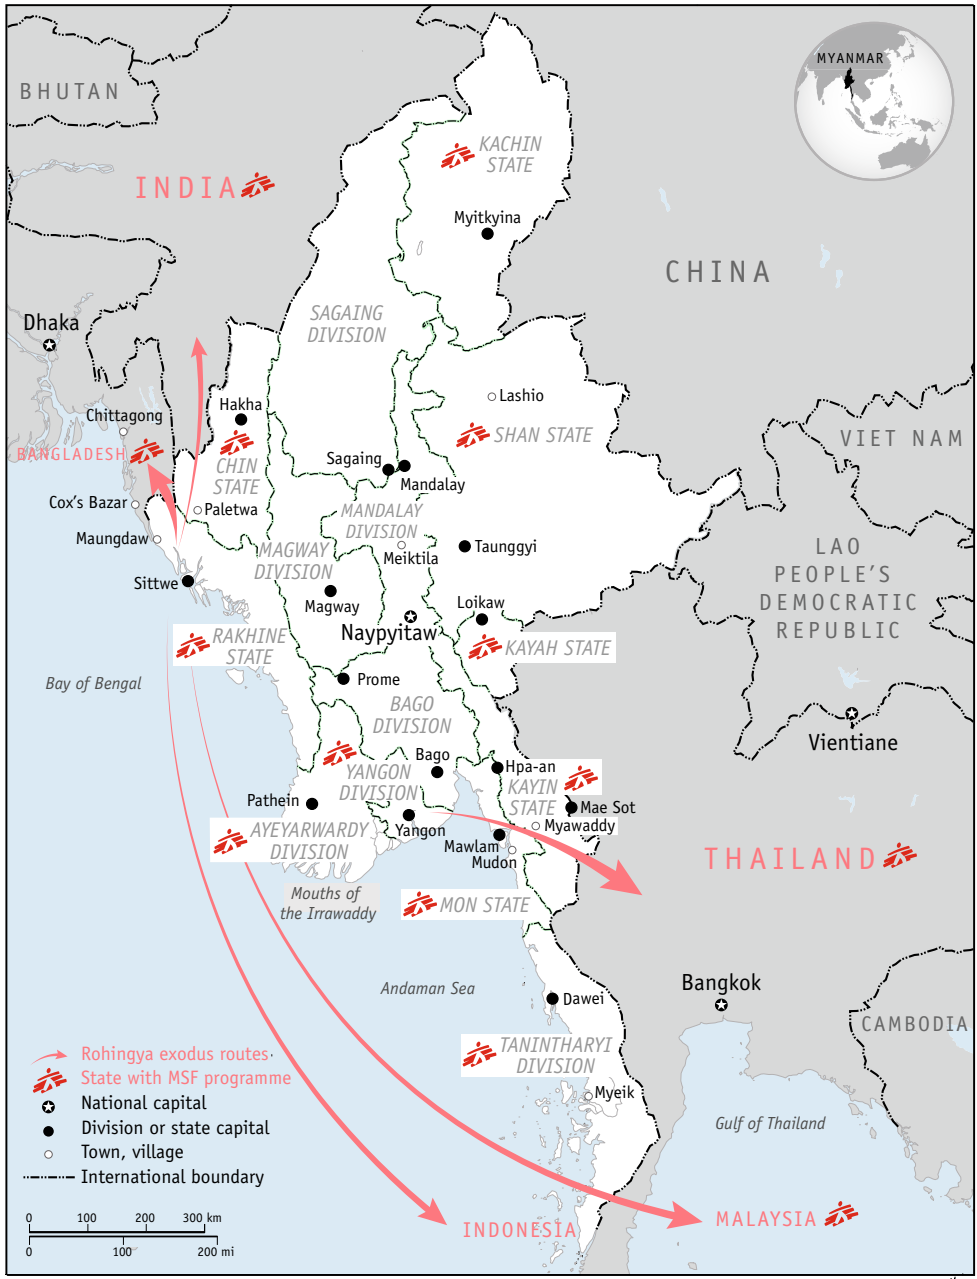 BHUTAN
MYANMAR
KACHIN
STATE
INDIA
Myitkyina
CHINA
SAGAING
DIVISION
Dhaka
Lashio
Hakha
Chittagong
SHAN STATE
VIET NAM
BANGLADESH
Sagaing
CHIN
STATE
Mandalay
Cox's Bazar
Paletwa
MANDALAY
DIVISION
Maungdaw
MAGWAY
DIVISION
Meiktila
Taunggyi
LAO
PEOPLE'S
DEMOCRATIC
REPUBLIC
Sittwe
Magway
Loikaw
Naypyitaw
RAKHINE
STATE
KAYAH STATE
Bay of Bengal
Prome
BAGO
DIVISION
Vientiane
Bago
Hpa-an
YANGON
DIVISION
KAYIN
STATE
Pathein
Mae Sot
Myawaddy
AYEYARWARDY
DIVISION
Yangon
Mawlam
Mudon
THAILAND
Mouths of
the Irrawaddy
MON STATE
Andaman Sea
Bangkok
Dawei
CAMBODIA
TANINTHARYI
DIVISION
Myeik
Gulf of Thailand
Rohingya exodus routes
State with MSF programme
National capital
Division or state capital
Town, village
International boundary
INDONESIA
MALAYSIA
0 100 200 300 km
0 100 200 mi